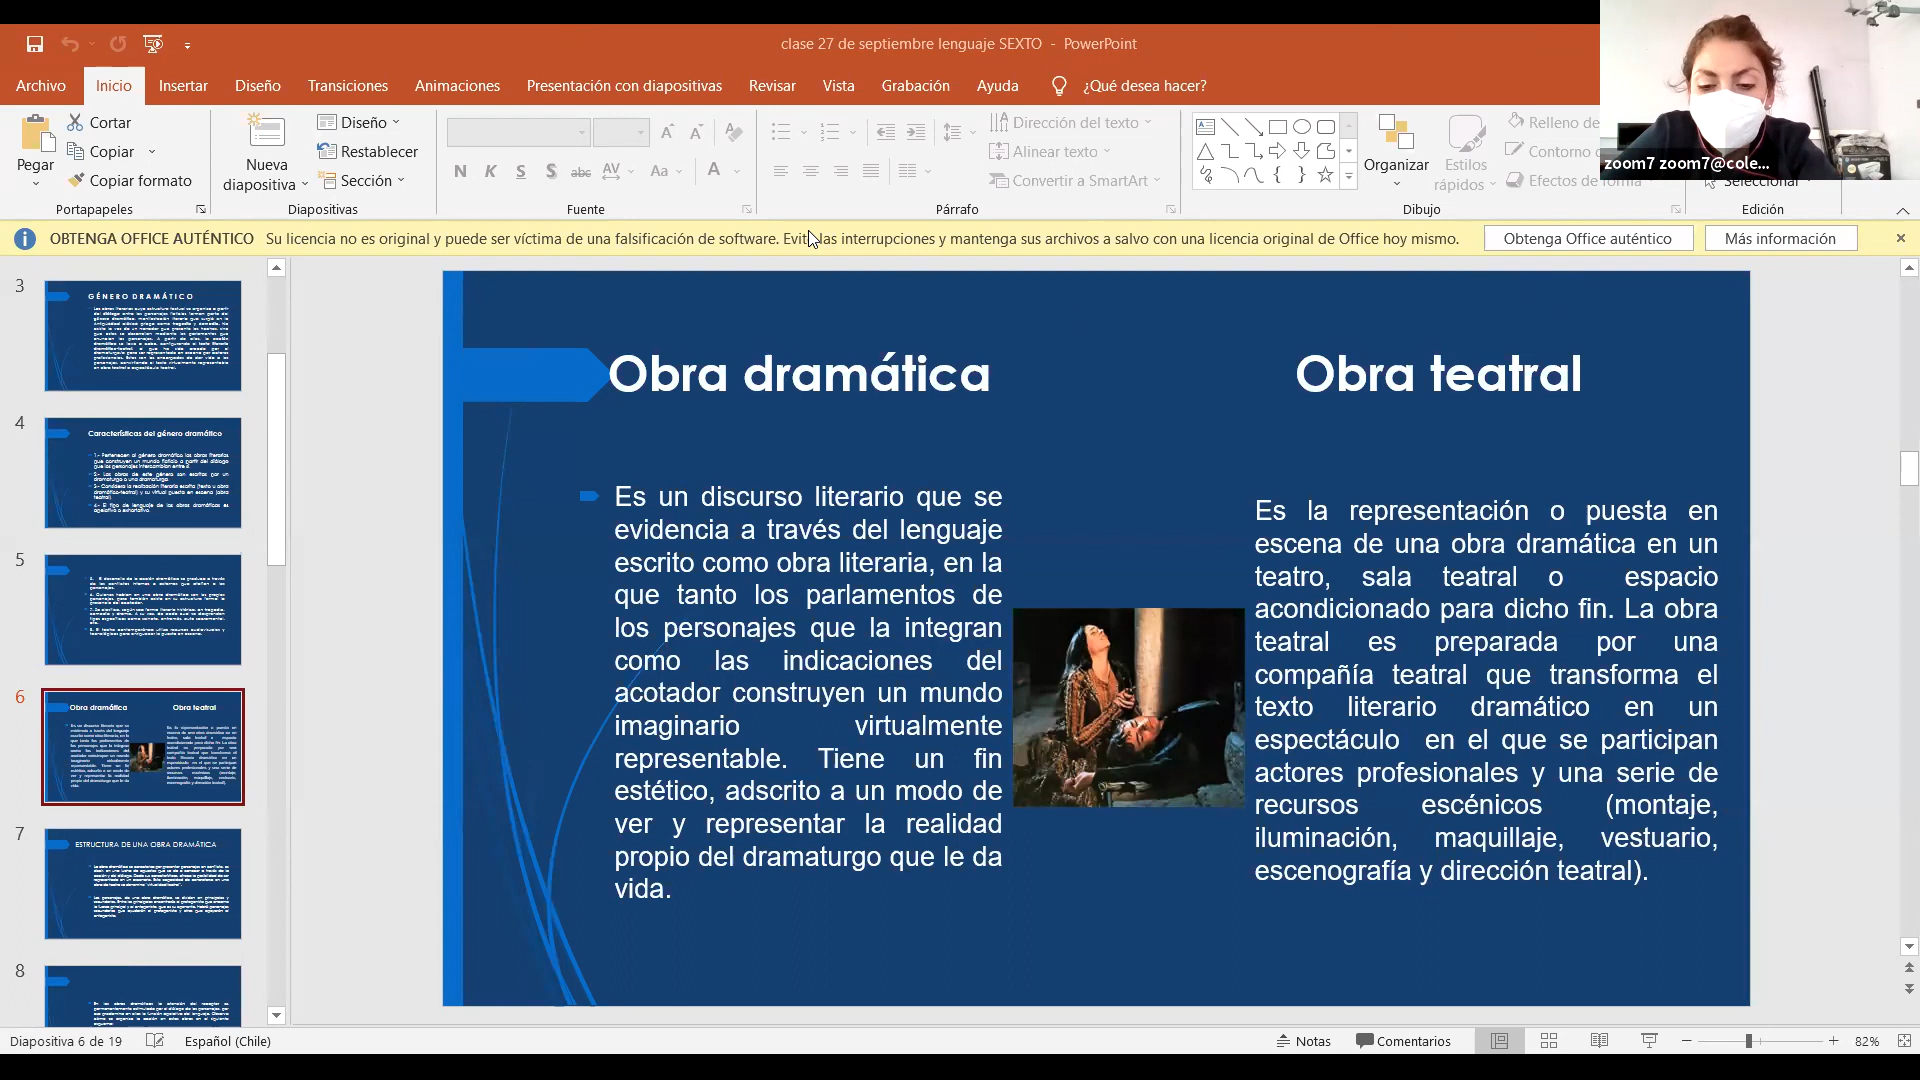 clase 27 de septiembre lenguaje SEXTO - PowerPoint
Archivo Inicio Insertar Diseño Transiciones Animaciones Presentación con diapositivas Revisar Vista Grabación Ayuda ¿Qué desea hacer?
Pegar
Cortar
Copiar
Copiar formato
Portapapeles
Nueva
diapositiva
Diseño
Restablecer
Sección
Diapositivas
N K S S abc AV Aa A
Fuente
Dirección del texto
Alinear texto
Convertir a SmartArt
Párrafo
Organizar
Estilos
rápidos
Relleno de
Contorno
Efectos de forma
Dibujo
Seleccionar
Edición
zoom7 zoom7@cole...
OBTENGA OFFICE AUTÉNTICO Su licencia no es original y puede ser víctima de una falsificación de software. Evite las interrupciones y mantenga sus archivos a salvo con una licencia original de Office hoy mismo.
Obtenga Office auténtico
Más información
3
GÉNERO DRAMÁTICO
4
Características del género dramático
5
6
Obra dramática Obra teatral
7
ESTRUCTURA DE UNA OBRA DRAMÁTICA
8
Obra dramática
Es un discurso literario que se
evidencia a través del lenguaje
escrito como obra literaria, en la
que tanto los parlamentos de
los personajes que la integran
como las indicaciones del
acotador construyen un mundo
imaginario virtualmente
representable. Tiene un fin
estético, adscrito a un modo de
ver y representar la realidad
propio del dramaturgo que le da
vida.
Obra teatral
Es la representación o puesta en
escena de una obra dramática en un
teatro, sala teatral o espacio
acondicionado para dicho fin. La obra
teatral es preparada por una
compañía teatral que transforma el
texto literario dramático en un
espectáculo en el que se participan
actores profesionales y una serie de
recursos escénicos (montaje,
iluminación, maquillaje, vestuario,
escenografía y dirección teatral).
Diapositiva 6 de 19
Español (Chile)
Notas
Comentarios
82%